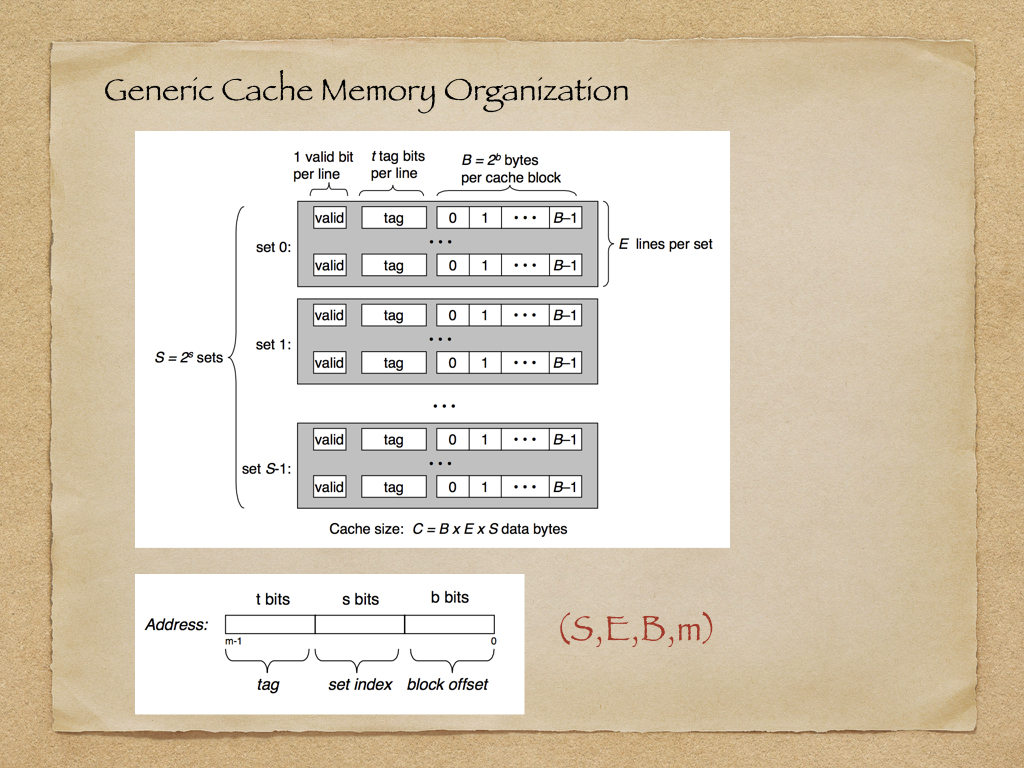 Generic Cache Memory Organization
1 valid bit per line
t tag bits per line
B = 2^b bytes per cache block
valid tag 0 1 • • • B–1
set 0: • • • E lines per set
valid tag 0 1 • • • B–1
valid tag 0 1 • • • B–1
set 1: • • •
valid tag 0 1 • • • B–1
S = 2^s sets
• • •
valid tag 0 1 • • • B–1
set S-1: • • •
valid tag 0 1 • • • B–1
Cache size: C = B x E x S data bytes
t bits s bits b bits
Address:
m-1 0
tag set index block offset
(S,E,B,m)